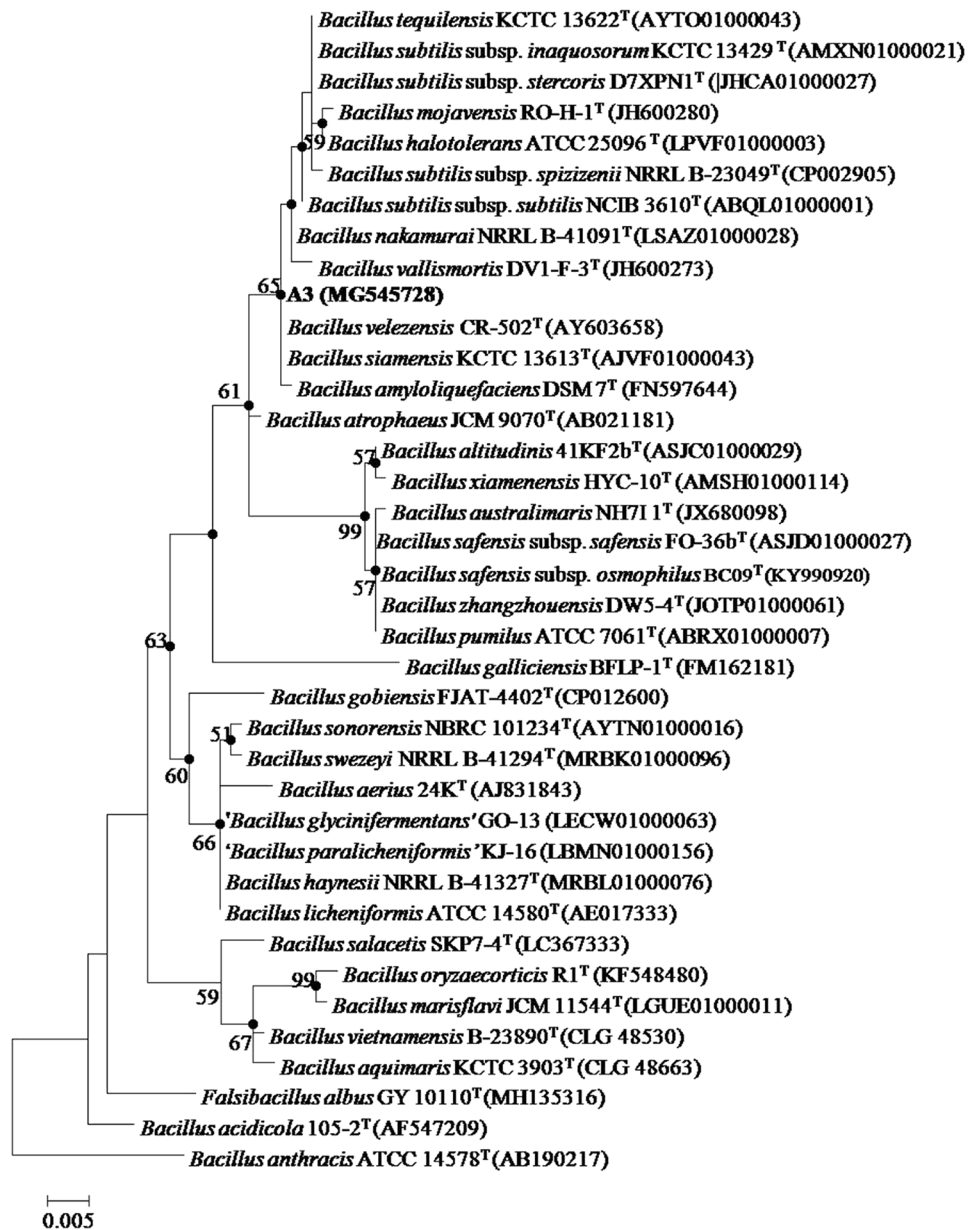 Bacillus tequilensis KCTC 13622T (AYTO01000043)
Bacillus subtilis subsp. inaquosorum KCTC 13429 T (AMXN01000021)
Bacillus subtilis subsp. stercoris D7XPN1T (|JHCA01000027)
Bacillus mojavensis RO-H-1T (JH600280)
59
Bacillus halotolerans ATCC 25096 T (LPVF01000003)
Bacillus subtilis subsp. spizizenii NRRL B-23049T (CP002905)
Bacillus subtilis subsp. subtilis NCIB 3610T (ABQL01000001)
Bacillus nakamurai NRRL B-41091T (LSAZ01000028)
Bacillus vallismortis DV1-F-3T (JH600273)
65
A3 (MG545728)
Bacillus velezensis CR-502T (AY603658)
Bacillus siamensis KCTC 13613T (AJVF01000043)
Bacillus amyloliquefaciens DSM 7T (FN597644)
61
Bacillus atrophaeus JCM 9070T (AB021181)
Bacillus altitudinis 41KF2bT (ASJC01000029)
57
Bacillus xiamenensis HYC-10T (AMSH01000114)
Bacillus australimaris NH7I 1T (JX680098)
99
Bacillus safensis subsp. safensis FO-36bT (ASJD01000027)
Bacillus safensis subsp. osmophilus BC09T (KY990920)
57
Bacillus zhangzhouensis DW5-4T (JOTP01000061)
Bacillus pumilus ATCC 7061T (ABRX01000007)
63
Bacillus galliciensis BFLP-1T (FM162181)
Bacillus gobiensis FJAT-4402T (CP012600)
Bacillus sonorensis NBRC 101234T (AYTN01000016)
51
Bacillus swezeyi NRRL B-41294T (MRBK01000096)
60
Bacillus aerius 24KT (AJ831843)
'Bacillus glycinifermentans' GO-13 (LECW01000063)
66
'Bacillus paralicheniformis' KJ-16 (LBMN01000156)
Bacillus haynesii NRRL B-41327T (MRBL01000076)
Bacillus licheniformis ATCC 14580T (AE017333)
Bacillus salacetis SKP7-4T (LC367333)
Bacillus oryzaecorticis R1T (KF548480)
99
59
Bacillus marisflavi JCM 11544T (LGUE01000011)
Bacillus vietnamensis B-23890T (CLG 48530)
67
Bacillus aquimaris KCTC 3903T (CLG 48663)
Falsibacillus albus GY 10110T (MH135316)
Bacillus acidicola 105-2T (AF547209)
Bacillus anthracis ATCC 14578T (AB190217)
0.005